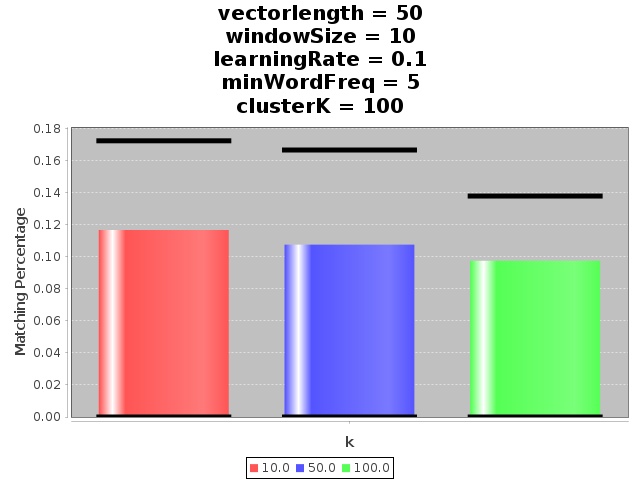 vectorlength = 50
windowSize = 10
learningRate = 0.1
minWordFreq = 5
clusterK = 100
0.18
0.16
0.14
0.12
0.10
0.08
0.06
0.04
0.02
0.00
Matching Percentage
k
10.0 50.0 100.0